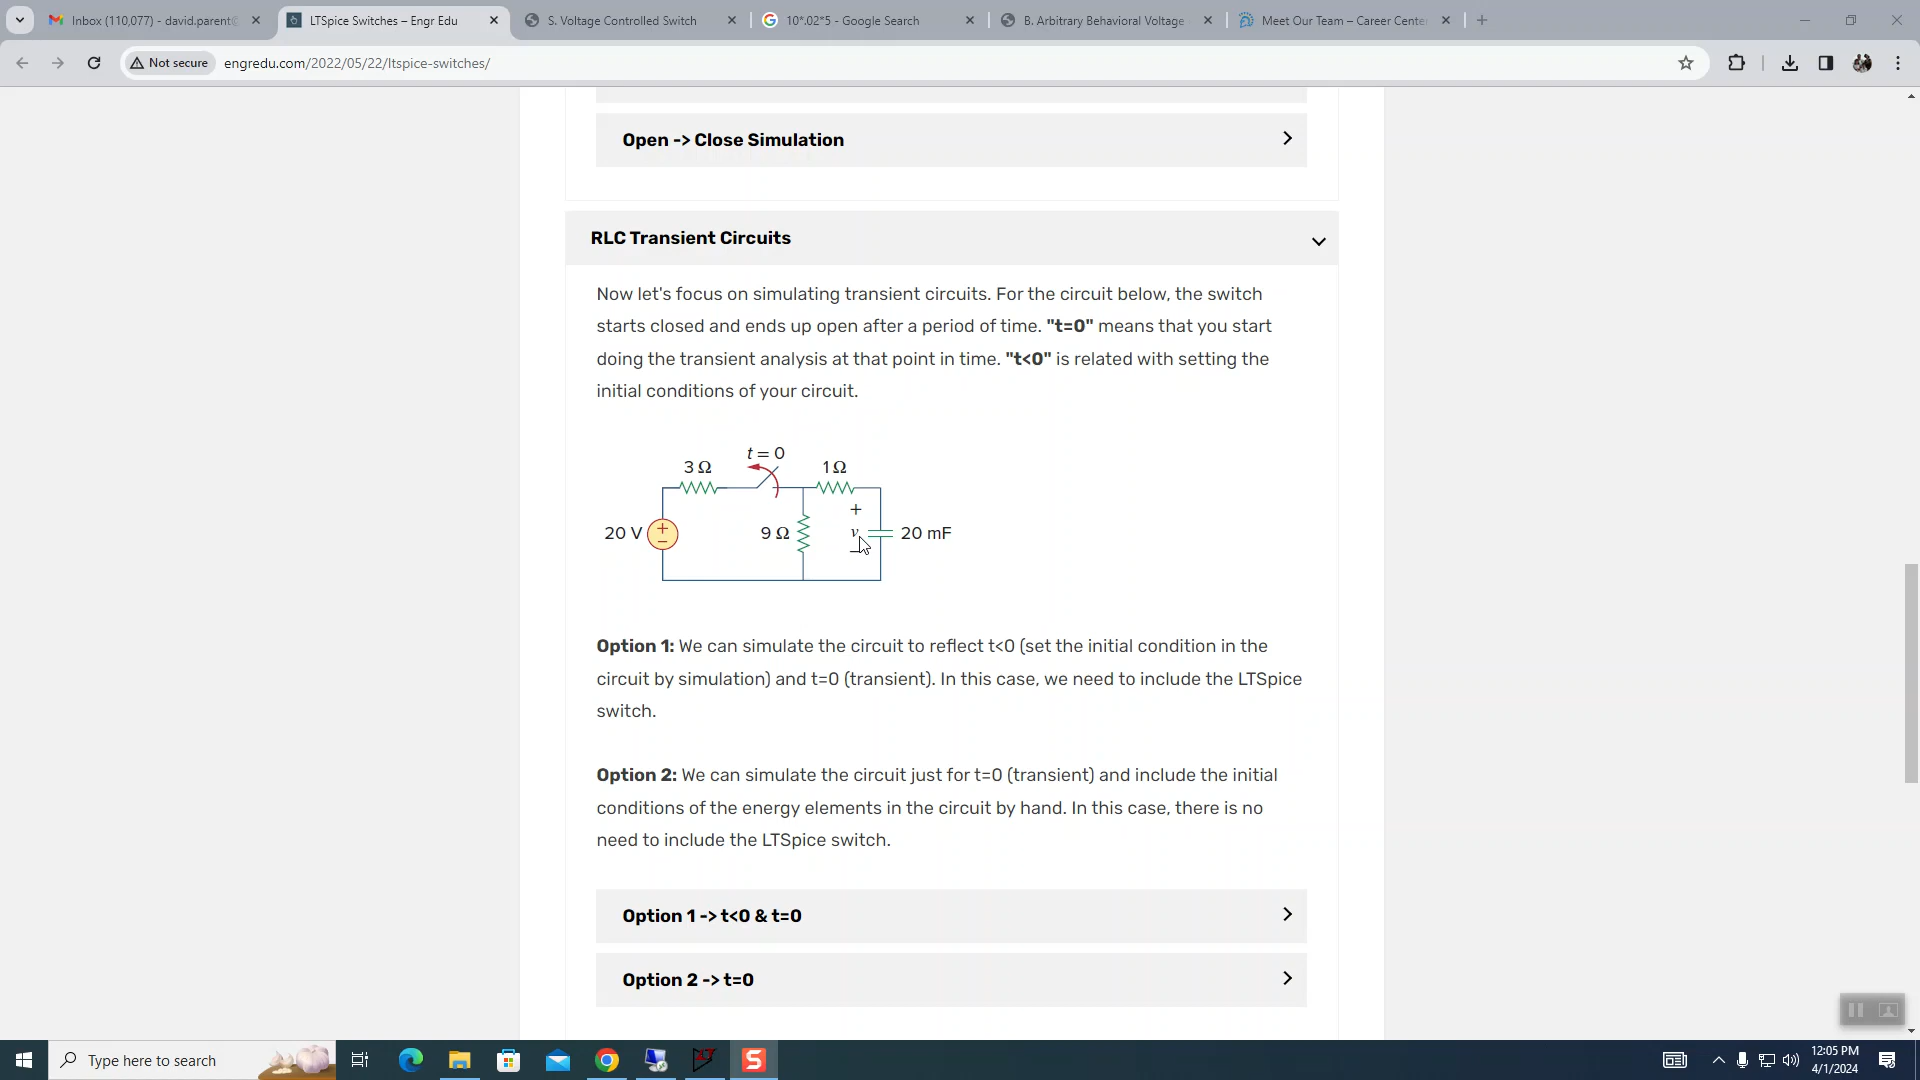 Inbox (110,077) - david.parent@
LTSpice Switches – Engr Edu
S. Voltage Controlled Switch
10*.02*5 - Google Search
B. Arbitrary Behavioral Voltage
Meet Our Team – Career Cente
Not secure
engredu.com/2022/05/22/ltspice-switches/
Open -> Close Simulation
RLC Transient Circuits
Now let's focus on simulating transient circuits. For the circuit below, the switch
starts closed and ends up open after a period of time. "t=0" means that you start
doing the transient analysis at that point in time. "t<0" is related with setting the
initial conditions of your circuit.
t = 0
3 Ω
1 Ω
+
20 V
+
−
9 Ω
v
−
20 mF
Option 1: We can simulate the circuit to reflect t<0 (set the initial condition in the
circuit by simulation) and t=0 (transient). In this case, we need to include the LTSpice
switch.
Option 2: We can simulate the circuit just for t=0 (transient) and include the initial
conditions of the energy elements in the circuit by hand. In this case, there is no
need to include the LTSpice switch.
Option 1 -> t<0 & t=0
Option 2 -> t=0
Type here to search
S
12:05 PM
4/1/2024